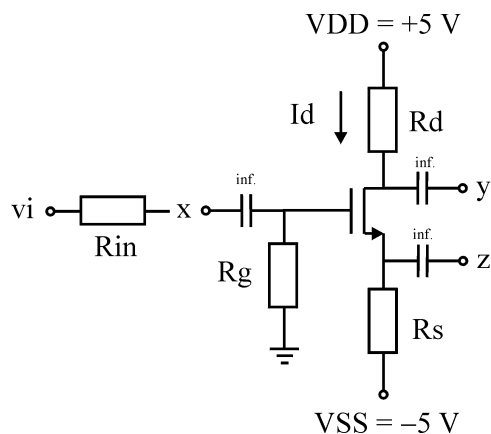 VDD = +5 V
Id
Rd
inf.
y
inf.
vi
Rin
x
inf.
z
Rg
Rs
VSS = –5 V